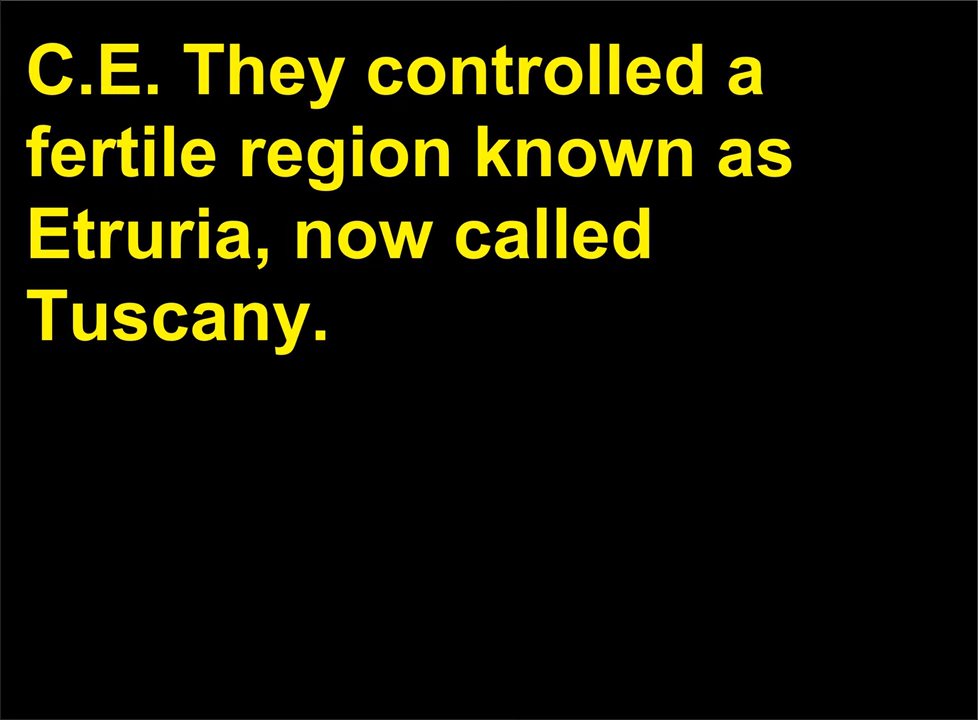 C.E. They controlled a
fertile region known as
Etruria, now called
Tuscany.